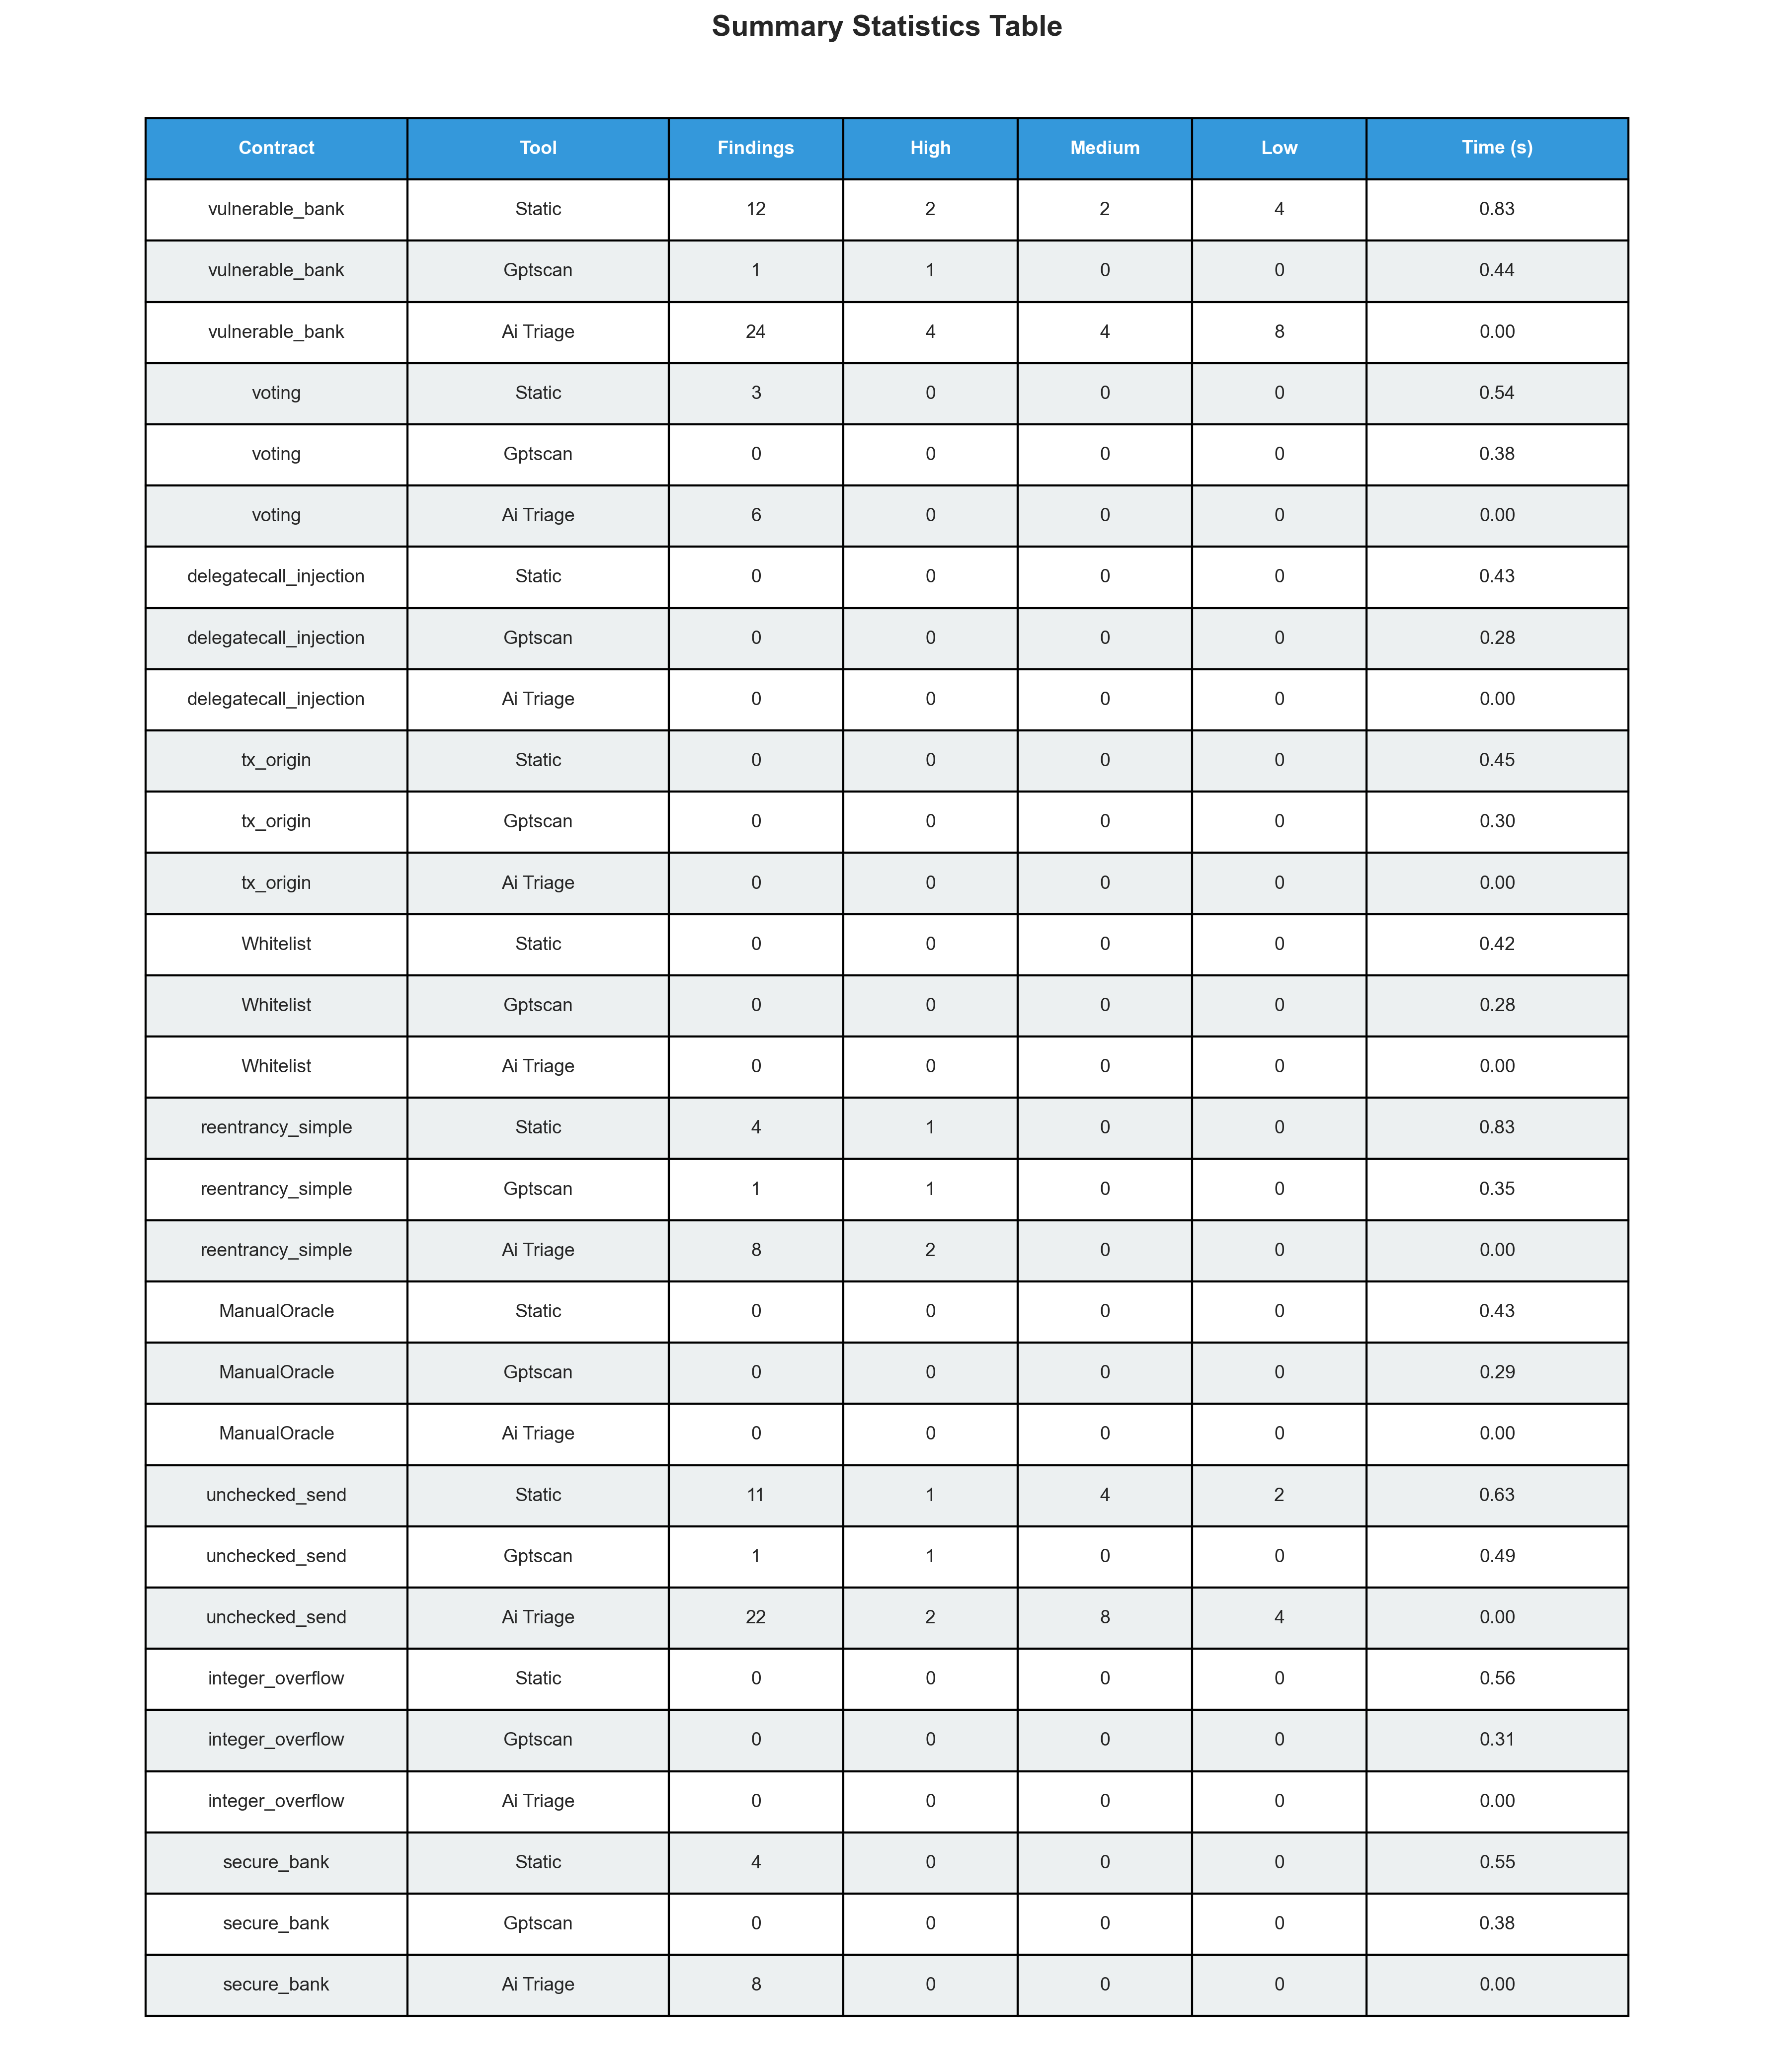 Summary Statistics Table
Contract Tool Findings High Medium Low Time (s)
vulnerable_bank Static 12 2 2 4 0.83
vulnerable_bank Gptscan 1 1 0 0 0.44
vulnerable_bank Ai Triage 24 4 4 8 0.00
voting Static 3 0 0 0 0.54
voting Gptscan 0 0 0 0 0.38
voting Ai Triage 6 0 0 0 0.00
delegatecall_injection Static 0 0 0 0 0.43
delegatecall_injection Gptscan 0 0 0 0 0.28
delegatecall_injection Ai Triage 0 0 0 0 0.00
tx_origin Static 0 0 0 0 0.45
tx_origin Gptscan 0 0 0 0 0.30
tx_origin Ai Triage 0 0 0 0 0.00
Whitelist Static 0 0 0 0 0.42
Whitelist Gptscan 0 0 0 0 0.28
Whitelist Ai Triage 0 0 0 0 0.00
reentrancy_simple Static 4 1 0 0 0.83
reentrancy_simple Gptscan 1 1 0 0 0.35
reentrancy_simple Ai Triage 8 2 0 0 0.00
ManualOracle Static 0 0 0 0 0.43
ManualOracle Gptscan 0 0 0 0 0.29
ManualOracle Ai Triage 0 0 0 0 0.00
unchecked_send Static 11 1 4 2 0.63
unchecked_send Gptscan 1 1 0 0 0.49
unchecked_send Ai Triage 22 2 8 4 0.00
integer_overflow Static 0 0 0 0 0.56
integer_overflow Gptscan 0 0 0 0 0.31
integer_overflow Ai Triage 0 0 0 0 0.00
secure_bank Static 4 0 0 0 0.55
secure_bank Gptscan 0 0 0 0 0.38
secure_bank Ai Triage 8 0 0 0 0.00